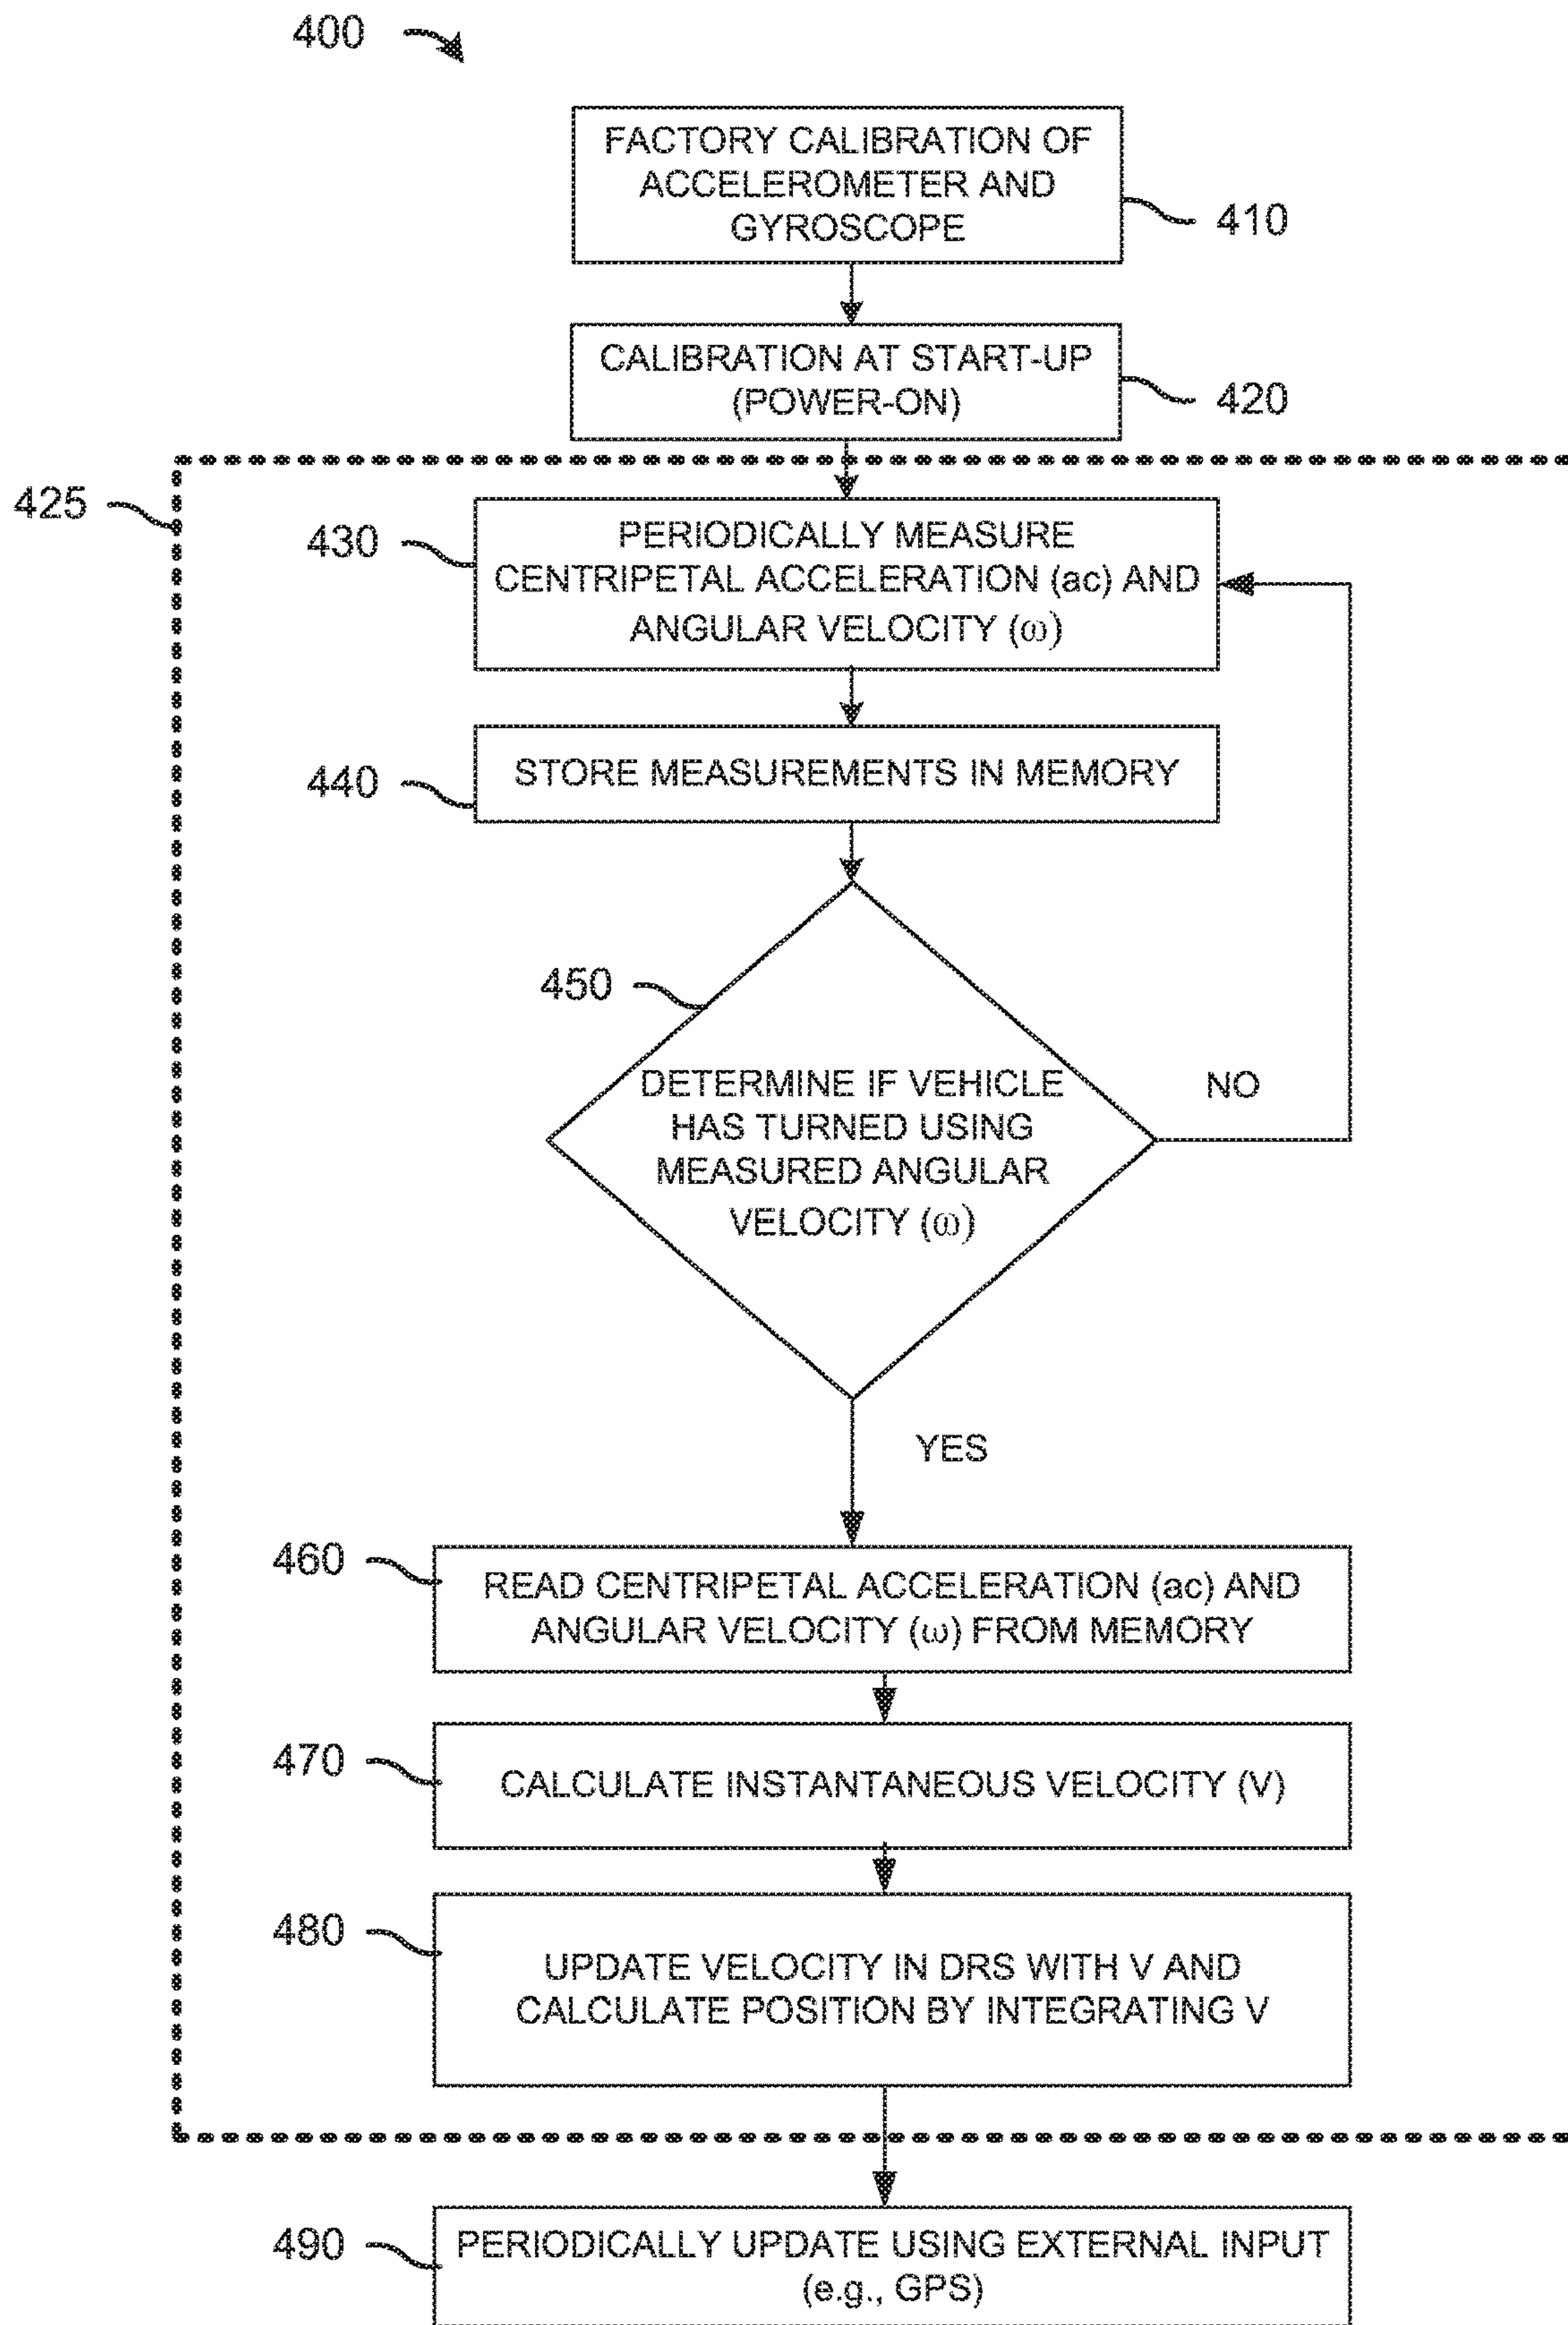 400
FACTORY CALIBRATION OF
ACCELEROMETER AND
GYROSCOPE
410
CALIBRATION AT START-UP
(POWER-ON)
420
425
430
PERIODICALLY MEASURE
CENTRIPETAL ACCELERATION (ac) AND
ANGULAR VELOCITY (ω)
440
STORE MEASUREMENTS IN MEMORY
450
DETERMINE IF VEHICLE
HAS TURNED USING
MEASURED ANGULAR
VELOCITY (ω)
NO
YES
460
READ CENTRIPETAL ACCELERATION (ac) AND
ANGULAR VELOCITY (ω) FROM MEMORY
470
CALCULATE INSTANTANEOUS VELOCITY (V)
480
UPDATE VELOCITY IN DRS WITH V AND
CALCULATE POSITION BY INTEGRATING V
490
PERIODICALLY UPDATE USING EXTERNAL INPUT
(e.g., GPS)